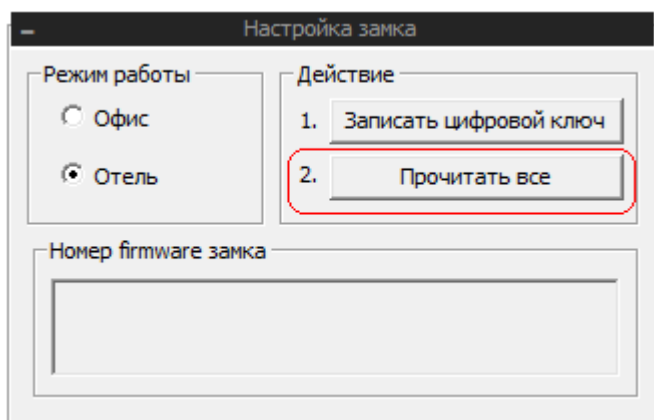 Настройка замка
Режим работы
Офис
Отель
Действие
1. Записать цифровой ключ
2. Прочитать все
Номер firmware замка